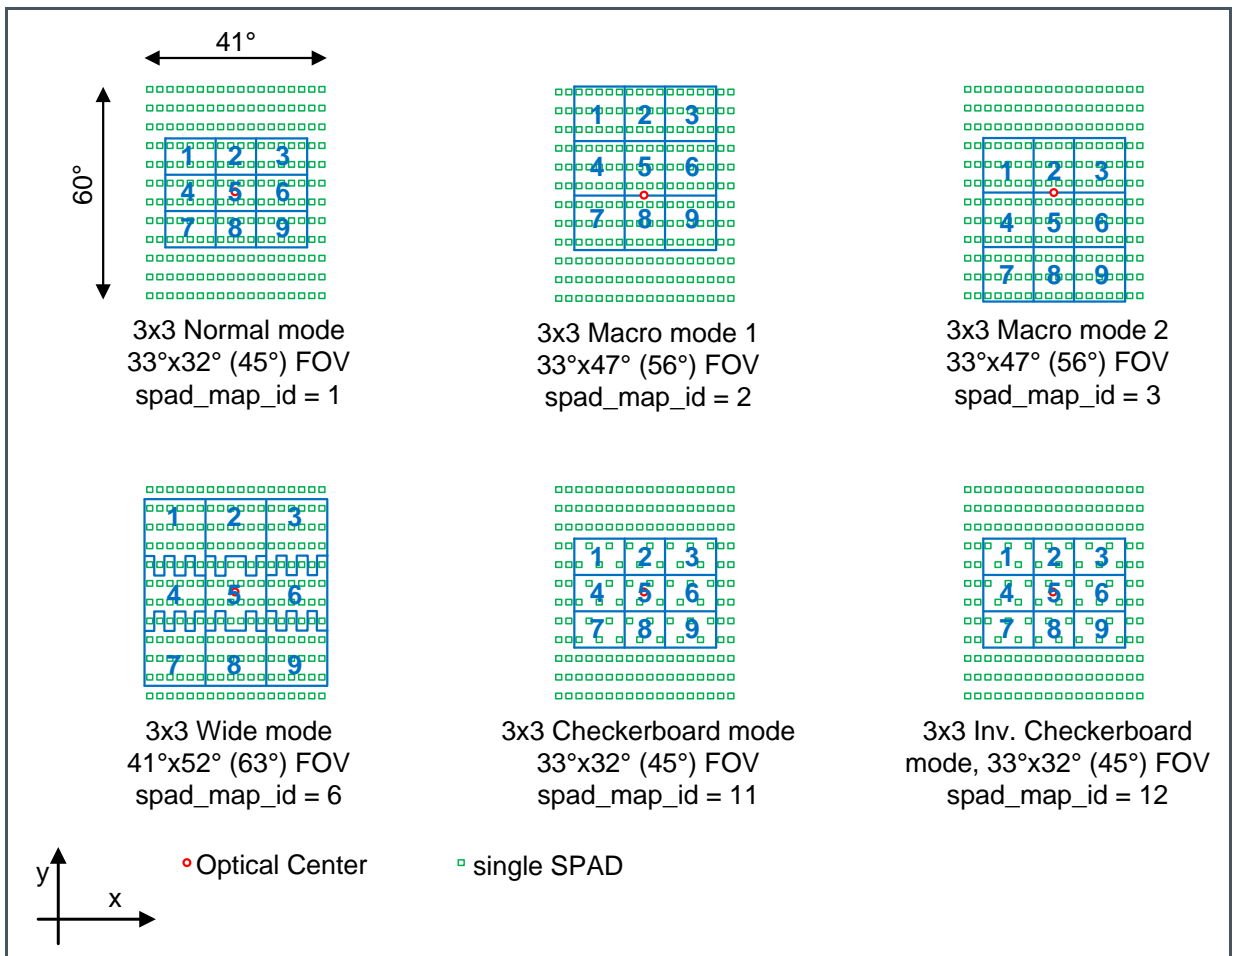 41°
60°
1 2 3
4 5 6
7 8 9
3x3 Normal mode
33°x32° (45°) FOV
spad_map_id = 1
1 2 3
4 5 6
7 8 9
3x3 Macro mode 1
33°x47° (56°) FOV
spad_map_id = 2
1 2 3
4 5 6
7 8 9
3x3 Macro mode 2
33°x47° (56°) FOV
spad_map_id = 3
1 2 3
4 5 6
7 8 9
3x3 Wide mode
41°x52° (63°) FOV
spad_map_id = 6
1 2 3
4 5 6
7 8 9
3x3 Checkerboard mode
33°x32° (45°) FOV
spad_map_id = 11
1 2 3
4 5 6
7 8 9
3x3 Inv. Checkerboard
mode, 33°x32° (45°) FOV
spad_map_id = 12
y
x
Optical Center
single SPAD